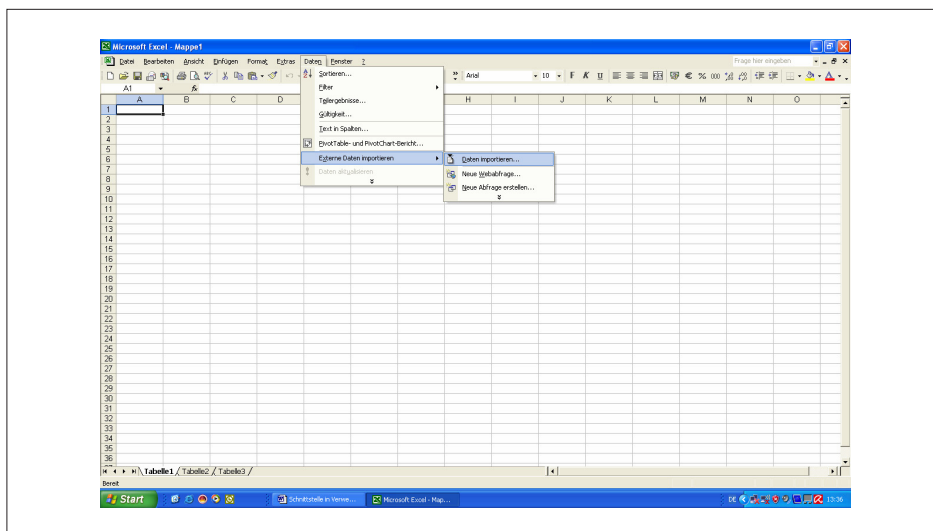 Microsoft Excel - Mappe1
Datei Bearbeiten Ansicht Einfügen Format Extras Daten Fenster ?
Frage hier eingeben
Arial 10 F K U € % 000
A1 fx
A B C D H I J K L M N O
Sortieren...
Filter
Teilergebnisse...
Gültigkeit...
Text in Spalten...
PivotTable- und PivotChart-Bericht...
Externe Daten importieren
Daten aktualisieren
Daten importieren...
Neue Webabfrage...
Neue Abfrage erstellen...
1
2
3
4
5
6
7
8
9
10
11
12
13
14
15
16
17
18
19
20
21
22
23
24
25
26
27
28
29
30
31
32
33
34
35
36
Tabelle1 Tabelle2 Tabelle3
Bereit
Start Schnittstelle in Verwe... Microsoft Excel - Map... DE 13:36